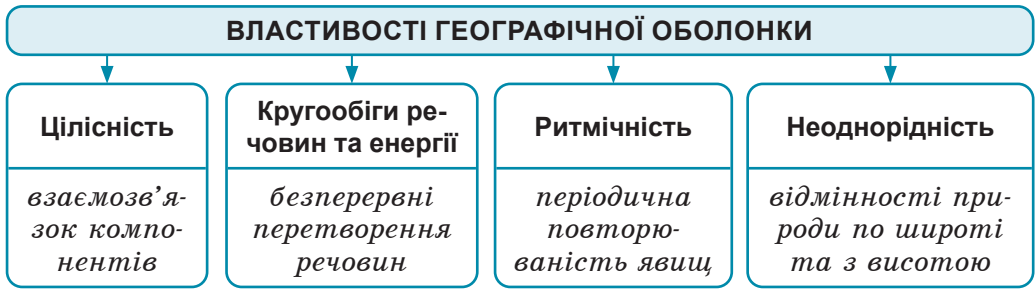 ВЛАСТИВОСТІ ГЕОГРАФІЧНОЇ ОБОЛОНКИ
Цілісність
взаємозв’я-
зок компо-
нентів
Кругообіги ре-
човин та енергії
безперервні
перетворення
речовин
Ритмічність
періодична
повторю-
ваність явищ
Неоднорідність
відмінності при-
роди по широті
та з висотою